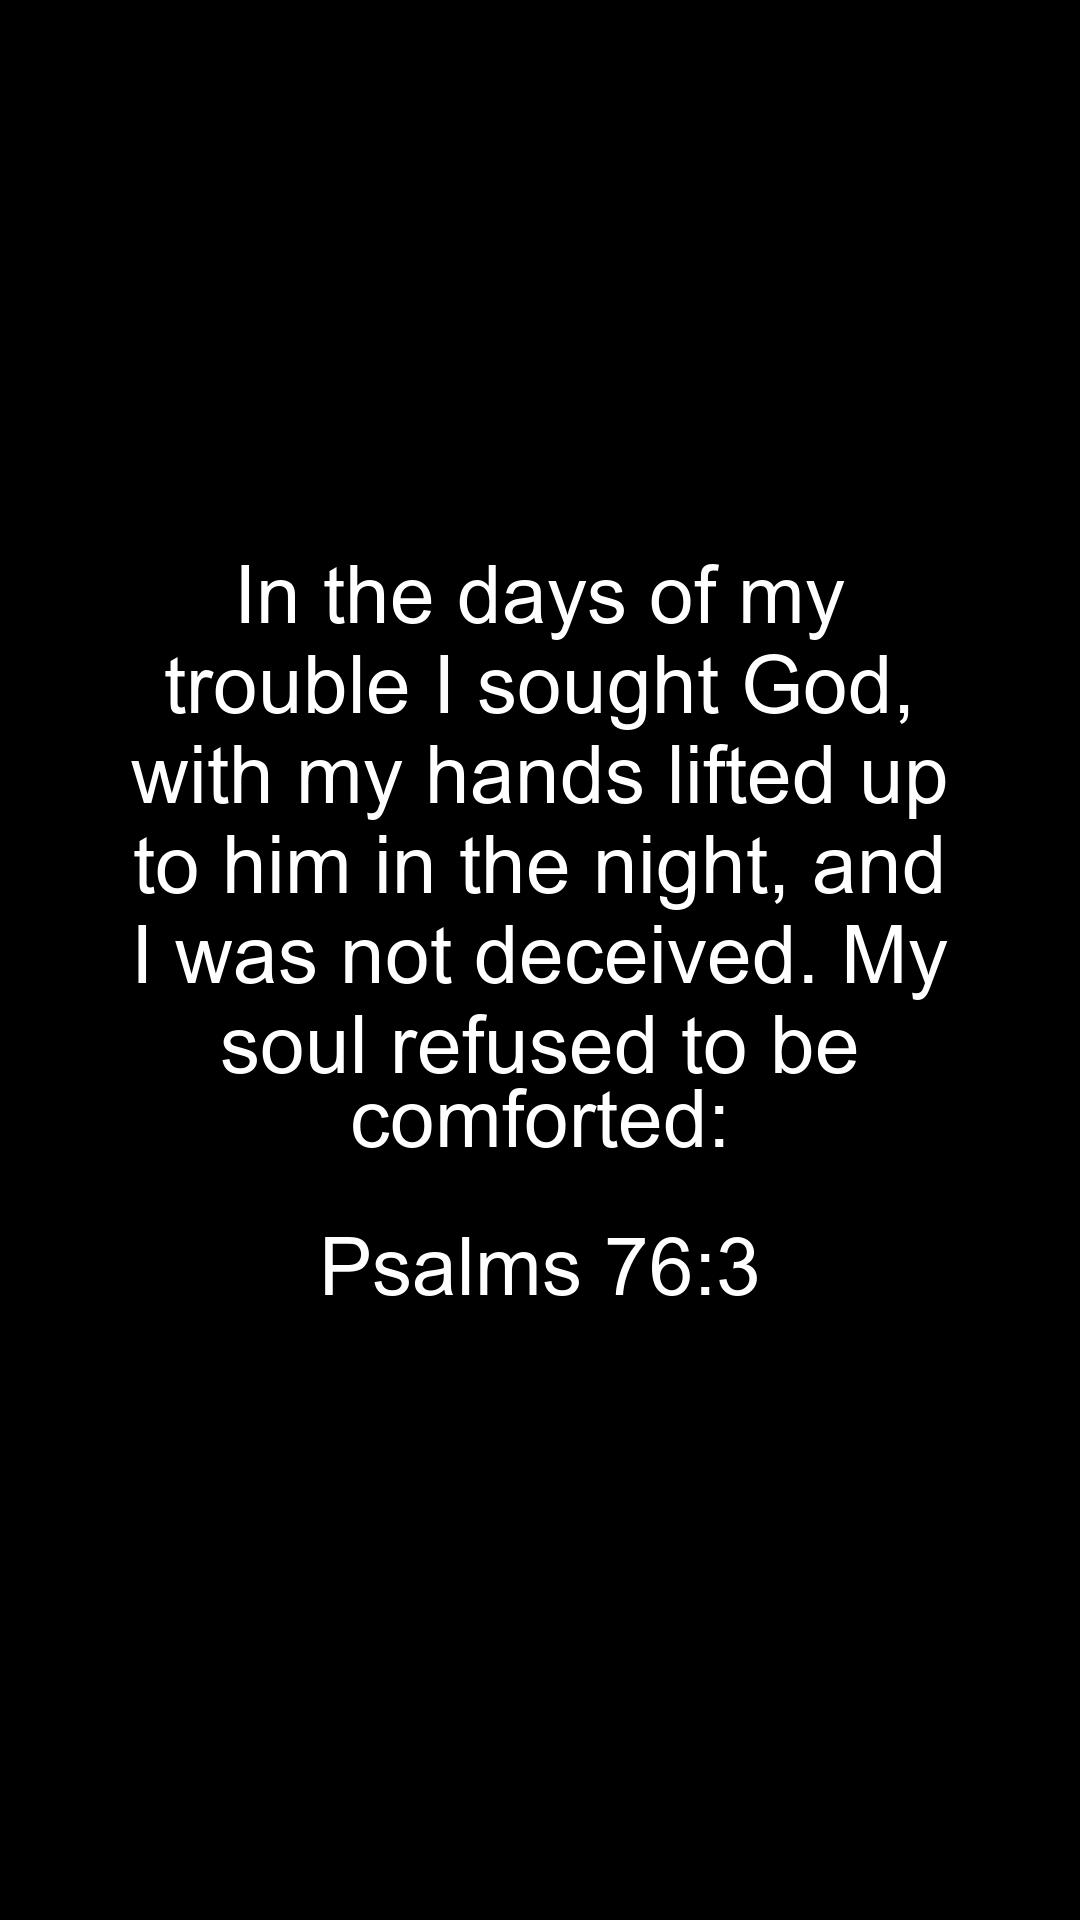 In the days of my
trouble I sought God,
with my hands lifted up
to him in the night, and
I was not deceived. My
soul refused to be
comforted:
Psalms 76:3